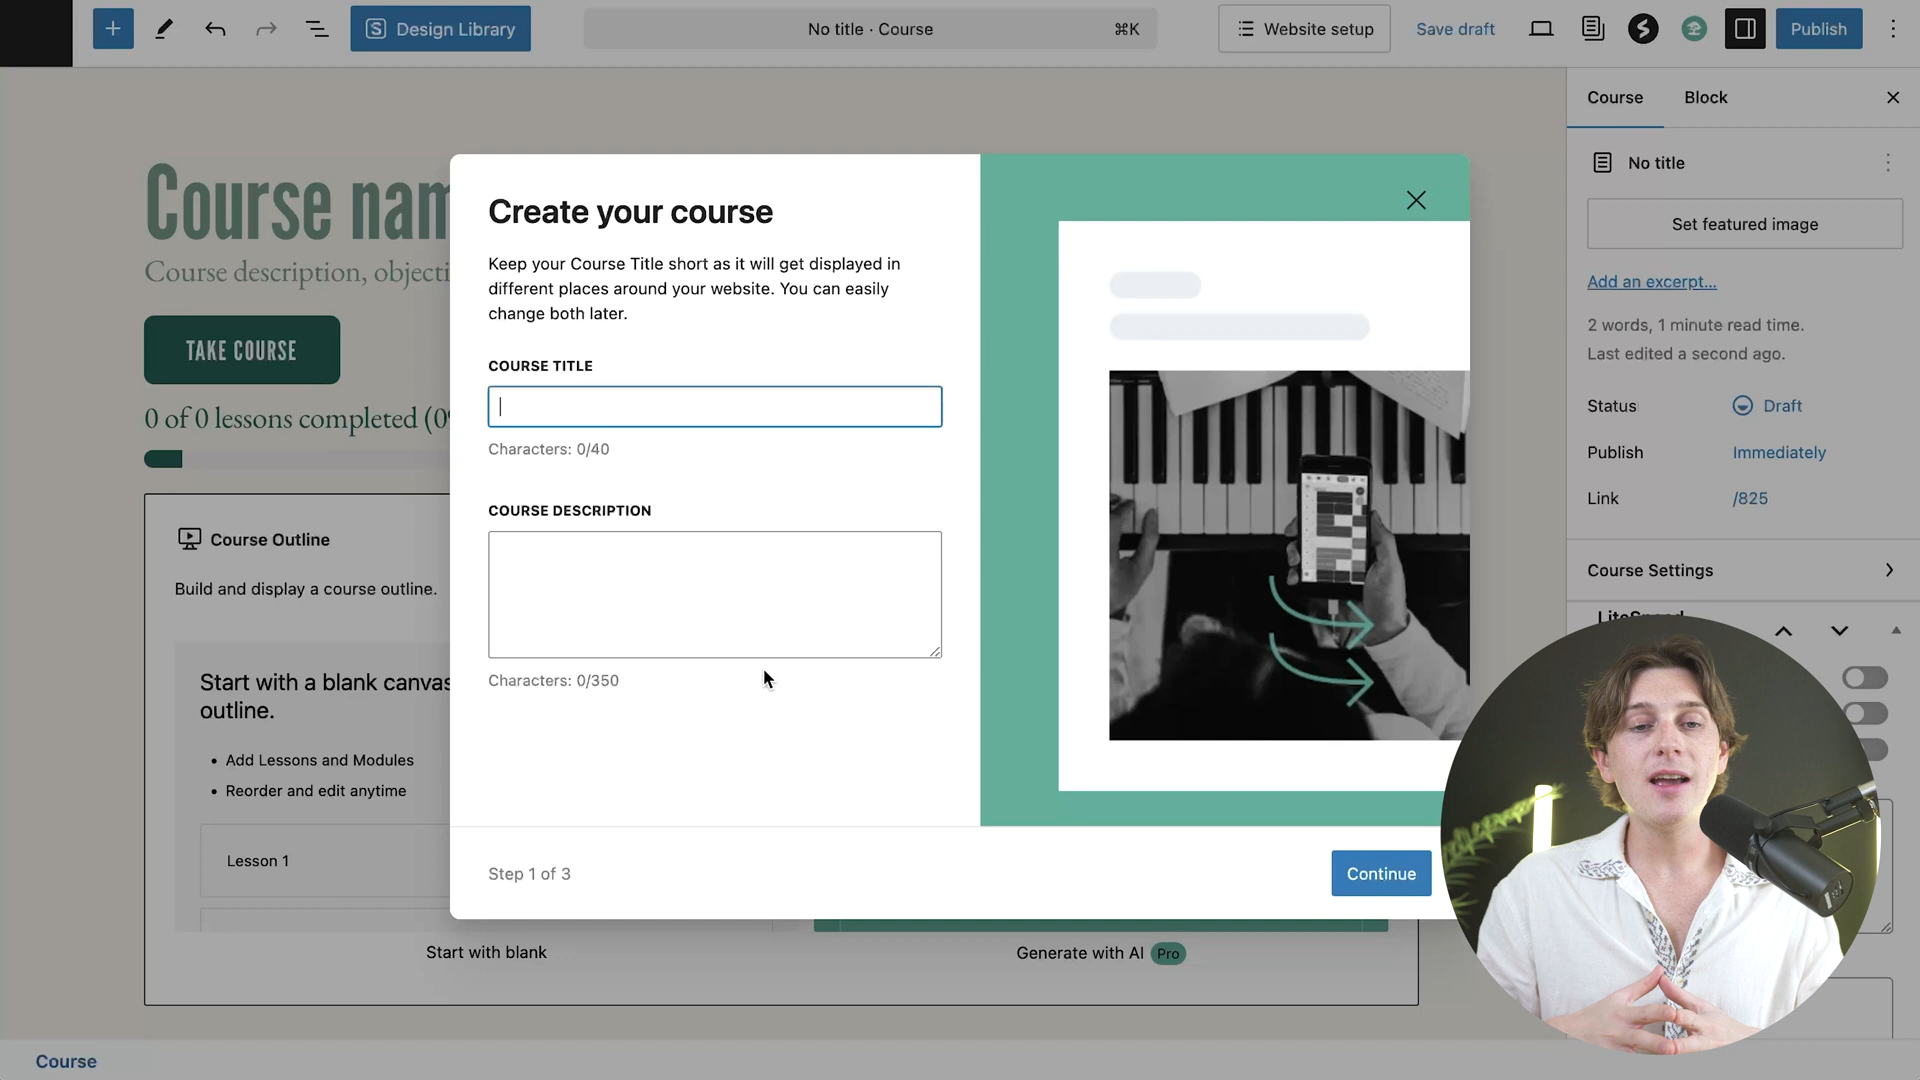 Design Library
No title · Course
⌘K
Website setup
Save draft
Publish
Course
Block
Course nam
Course description, objecti
TAKE COURSE
0 of 0 lessons completed (0
Course Outline
Build and display a course outline.
Start with a blank canvas
outline.
• Add Lessons and Modules
• Reorder and edit anytime
Lesson 1
Start with blank
Generate with AI Pro
Create your course
Keep your Course Title short as it will get displayed in
different places around your website. You can easily
change both later.
COURSE TITLE
Characters: 0/40
COURSE DESCRIPTION
Characters: 0/350
Step 1 of 3
Continue
No title
Set featured image
Add an excerpt...
2 words, 1 minute read time.
Last edited a second ago.
Status
Draft
Publish
Immediately
Link
/825
Course Settings
Course